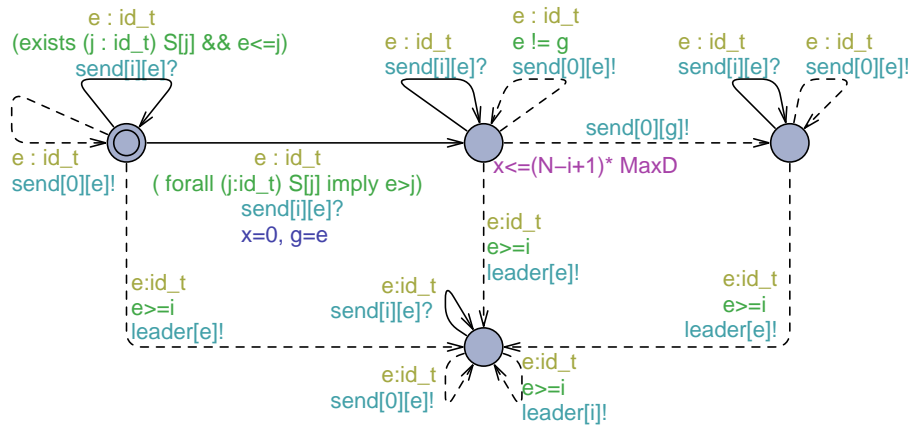 e : id_t
(exists (j : id_t) S[j] && e<=j)
send[i][e]?
e : id_t
send[0][e]!
e : id_t
( forall (j:id_t) S[j] imply e>j)
send[i][e]?
x=0, g=e
e : id_t
send[i][e]?
e : id_t
e != g
send[0][e]!
x<=(N−i+1)* MaxD
send[0][g]!
e : id_t
send[i][e]?
e : id_t
send[0][e]!
e:id_t
e>=i
leader[e]!
e:id_t
e>=i
leader[e]!
e:id_t
e>=i
leader[e]!
e:id_t
send[i][e]?
e:id_t
send[0][e]!
e:id_t
e>=i
leader[i]!